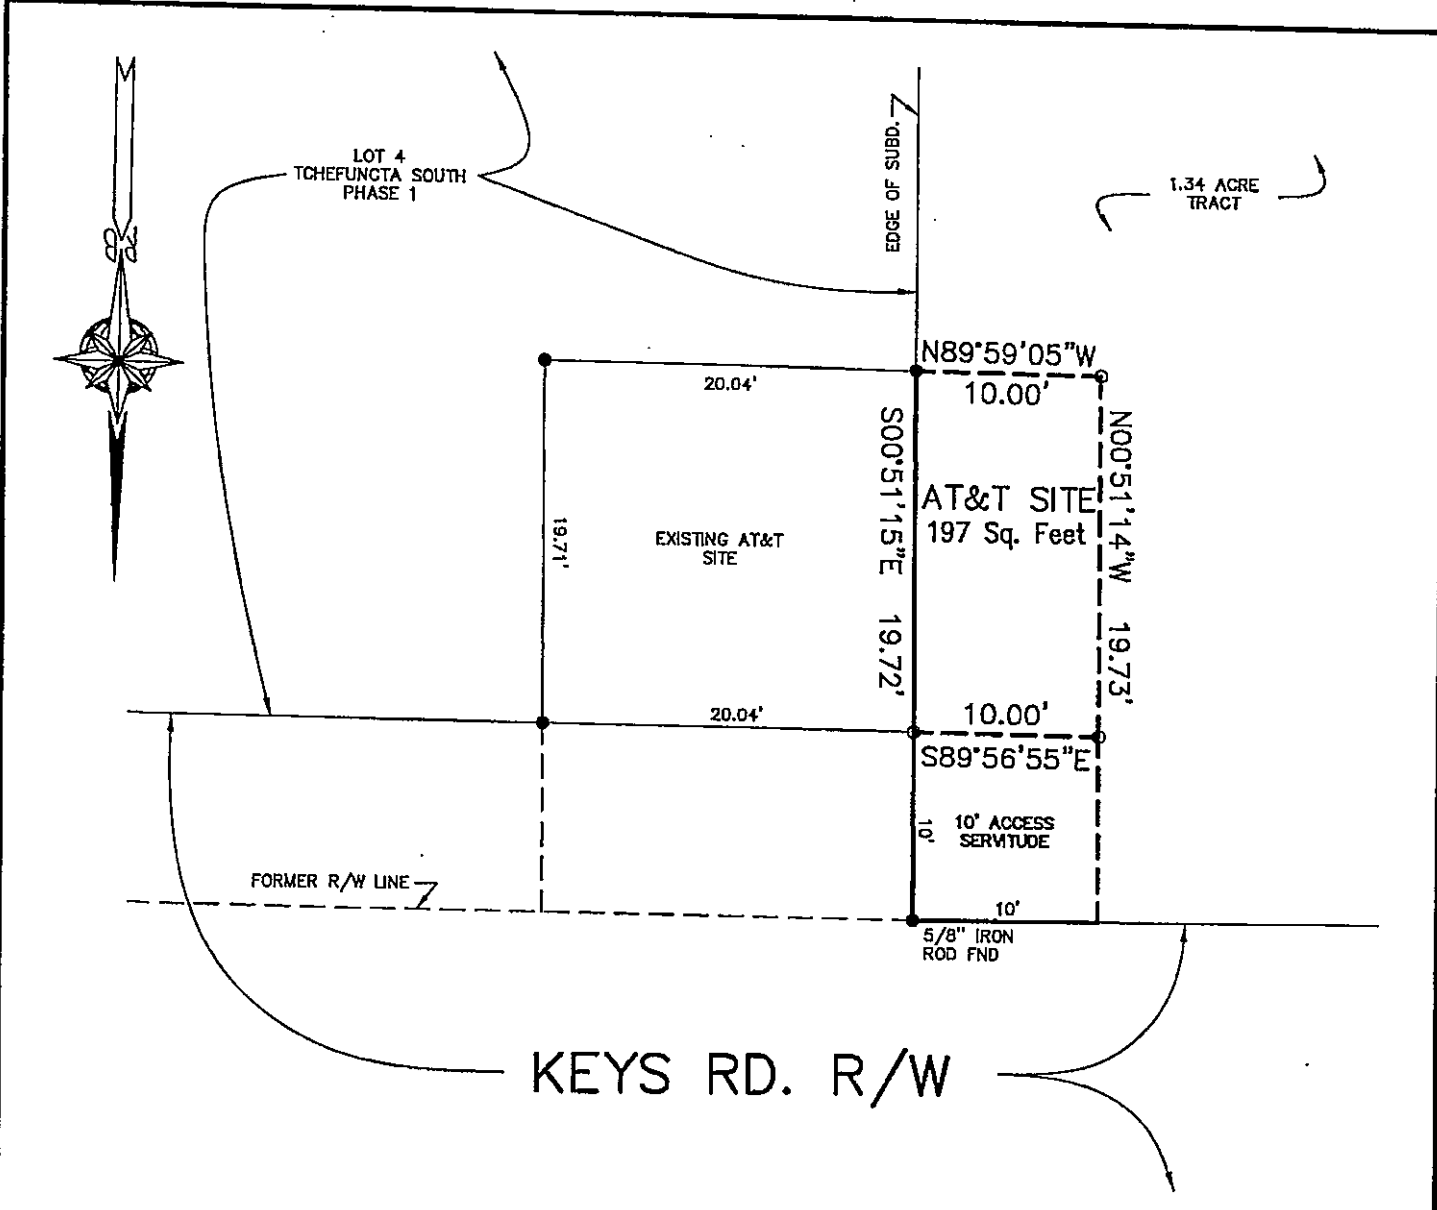 LOT 4
TCHEFUNCTA SOUTH
PHASE 1
EDGE OF SUBD.
1.34 ACRE
TRACT
N89°59'05"W
10.00'
20.04'
S00°51'15"E 19.72'
N00°51'14"W 19.73'
AT&T SITE
197 Sq. Feet
19.71'
EXISTING AT&T
SITE
20.04'
10.00'
S89°56'55"E
10'
10' ACCESS
SERVITUDE
FORMER R/W LINE
10'
5/8" IRON
ROD FND
KEYS RD. R/W